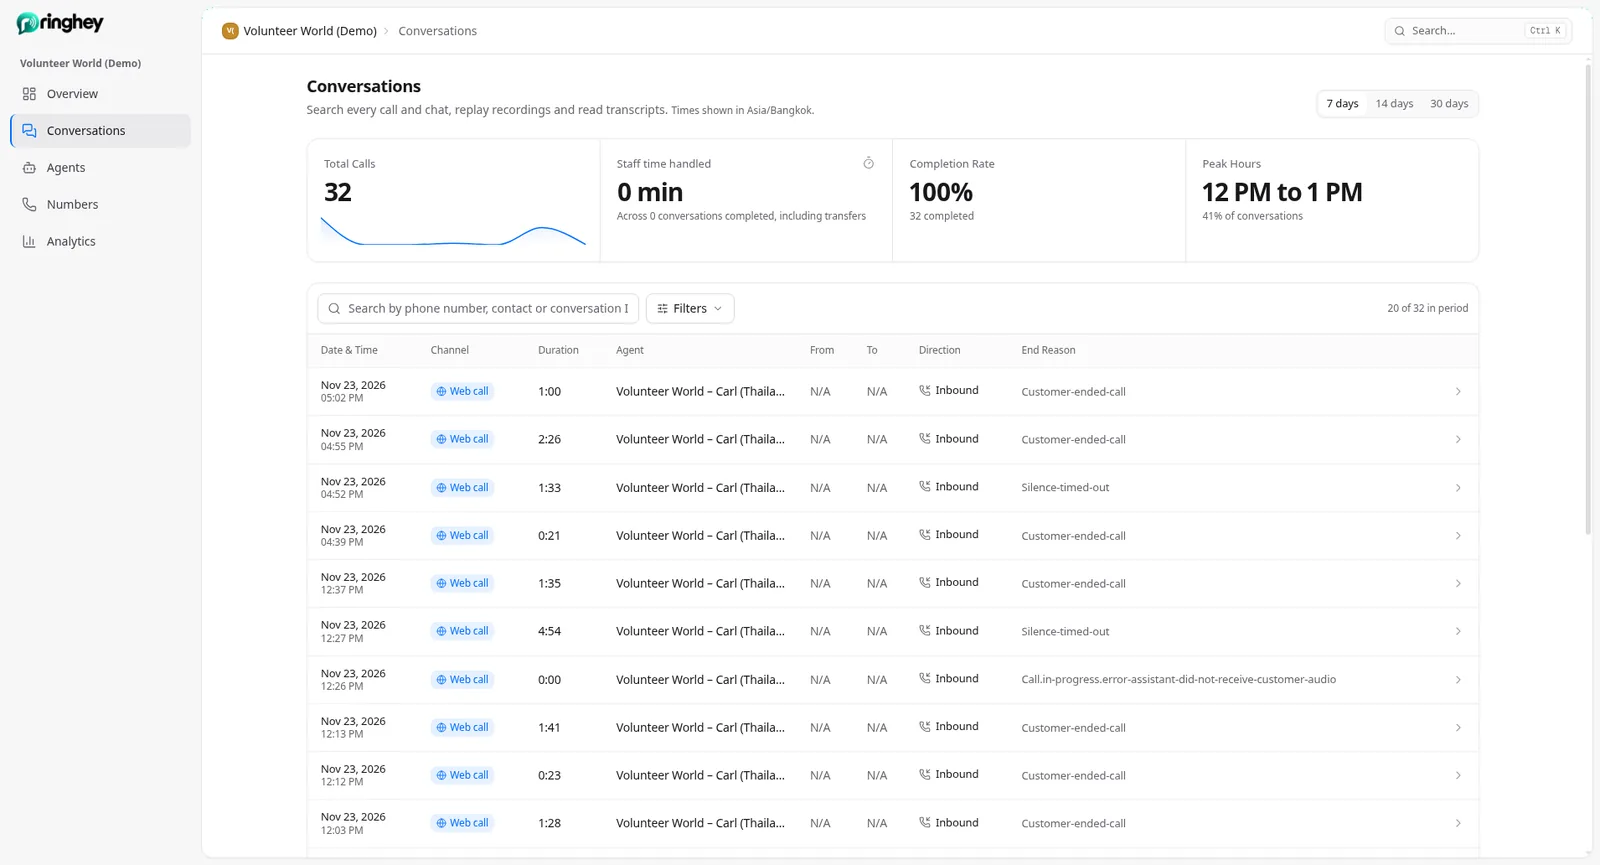 ringhey
Volunteer World (Demo)
Overview
Conversations
Agents
Numbers
Analytics
V( Volunteer World (Demo) Conversations
Search... Ctrl K
Conversations
Search every call and chat, replay recordings and read transcripts. Times shown in Asia/Bangkok.
7 days 14 days 30 days
Total Calls
32
Staff time handled
0 min
Across 0 conversations completed, including transfers
Completion Rate
100%
32 completed
Peak Hours
12 PM to 1 PM
41% of conversations
Search by phone number, contact or conversation I
Filters
20 of 32 in period
Date & Time Channel Duration Agent From To Direction End Reason
Nov 23, 2026
05:02 PM
Web call 1:00 Volunteer World – Carl (Thaila... N/A N/A Inbound Customer-ended-call
Nov 23, 2026
04:55 PM
Web call 2:26 Volunteer World – Carl (Thaila... N/A N/A Inbound Customer-ended-call
Nov 23, 2026
04:52 PM
Web call 1:33 Volunteer World – Carl (Thaila... N/A N/A Inbound Silence-timed-out
Nov 23, 2026
04:39 PM
Web call 0:21 Volunteer World – Carl (Thaila... N/A N/A Inbound Customer-ended-call
Nov 23, 2026
12:37 PM
Web call 1:35 Volunteer World – Carl (Thaila... N/A N/A Inbound Customer-ended-call
Nov 23, 2026
12:27 PM
Web call 4:54 Volunteer World – Carl (Thaila... N/A N/A Inbound Silence-timed-out
Nov 23, 2026
12:26 PM
Web call 0:00 Volunteer World – Carl (Thaila... N/A N/A Inbound Call.in-progress.error-assistant-did-not-receive-customer-audio
Nov 23, 2026
12:13 PM
Web call 1:41 Volunteer World – Carl (Thaila... N/A N/A Inbound Customer-ended-call
Nov 23, 2026
12:12 PM
Web call 0:23 Volunteer World – Carl (Thaila... N/A N/A Inbound Customer-ended-call
Nov 23, 2026
12:03 PM
Web call 1:28 Volunteer World – Carl (Thaila... N/A N/A Inbound Customer-ended-call